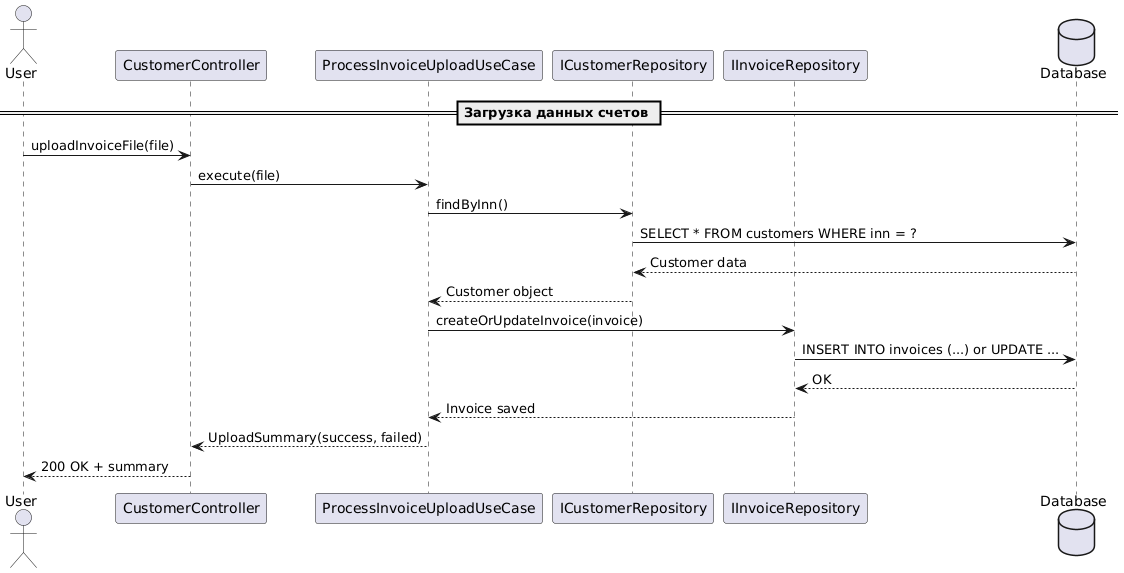 User
CustomerController
ProcessInvoiceUploadUseCase
ICustomerRepository
IInvoiceRepository
Database
Загрузка данных счетов
uploadInvoiceFile(file)
execute(file)
findByInn()
SELECT * FROM customers WHERE inn = ?
Customer data
Customer object
createOrUpdateInvoice(invoice)
INSERT INTO invoices (...) or UPDATE ...
OK
Invoice saved
UploadSummary(success, failed)
200 OK + summary
User
CustomerController
ProcessInvoiceUploadUseCase
ICustomerRepository
IInvoiceRepository
Database